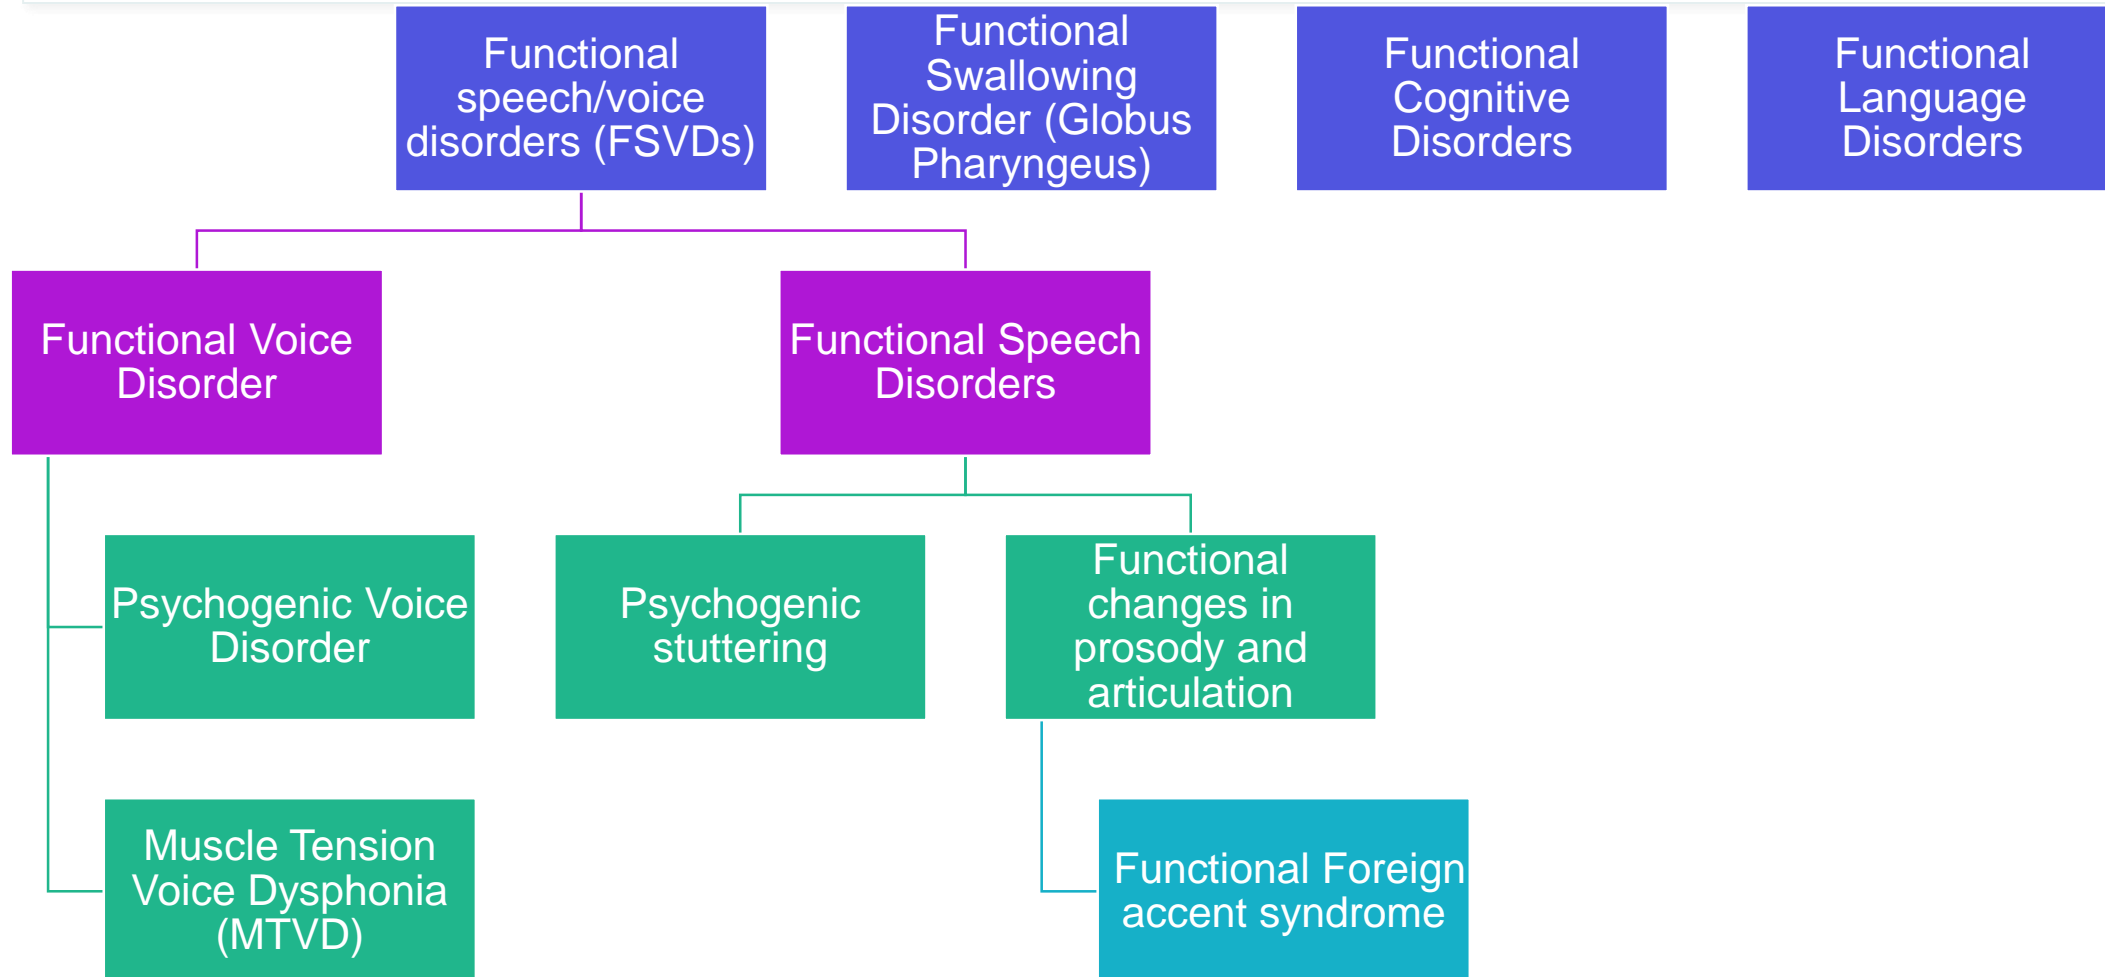 Functional
speech/voice
disorders (FSVDs)
Functional
Swallowing
Disorder (Globus
Pharyngeus)
Functional
Cognitive
Disorders
Functional
Language
Disorders
Functional Voice
Disorder
Functional Speech
Disorders
Psychogenic Voice
Disorder
Psychogenic
stuttering
Functional
changes in
prosody and
articulation
Muscle Tension
Voice Dysphonia
(MTVD)
Functional Foreign
accent syndrome